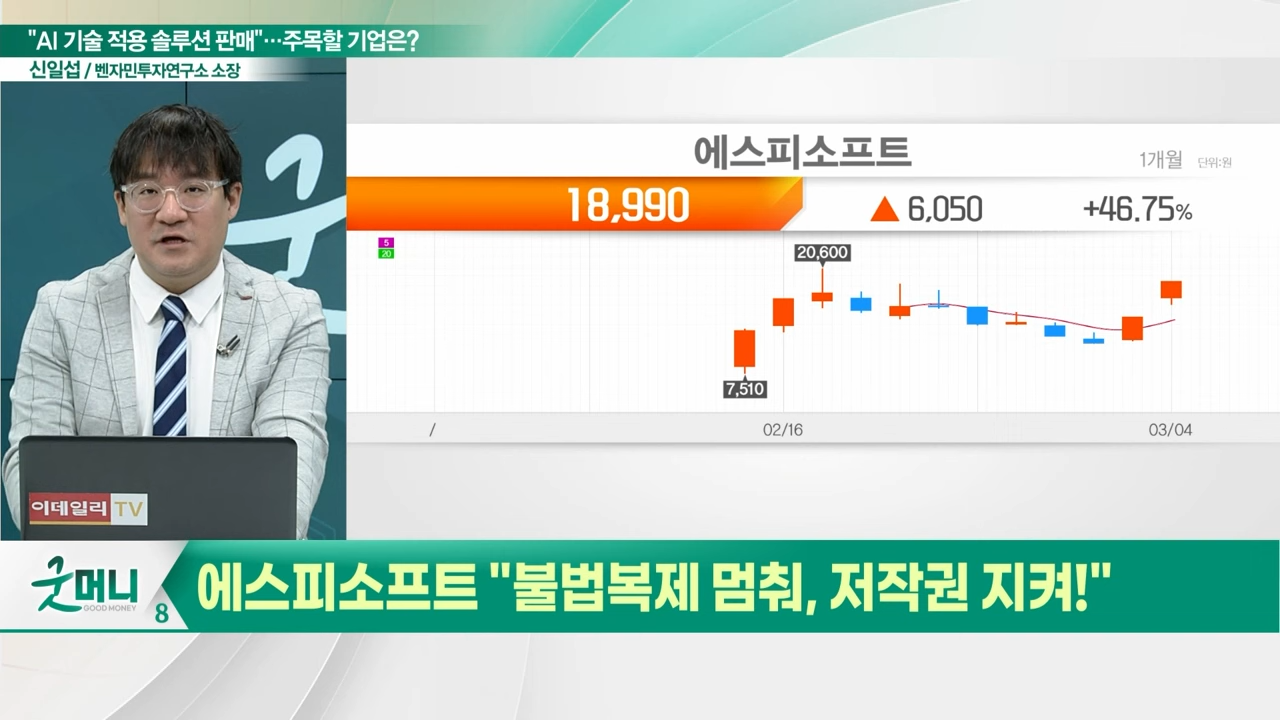 "AI 기술 적용 솔루션 판매"…주목할 기업은?
신일섭 / 벤자민투자연구소 소장
에스피소프트
1개월 단위:원
18,990 ▲ 6,050 +46.75%
5
20
20,600
7,510
/ 02/16 03/04
이데일리 TV
굿머니 GOOD MONEY 8
에스피소프트 "불법복제 멈춰, 저작권 지켜!"